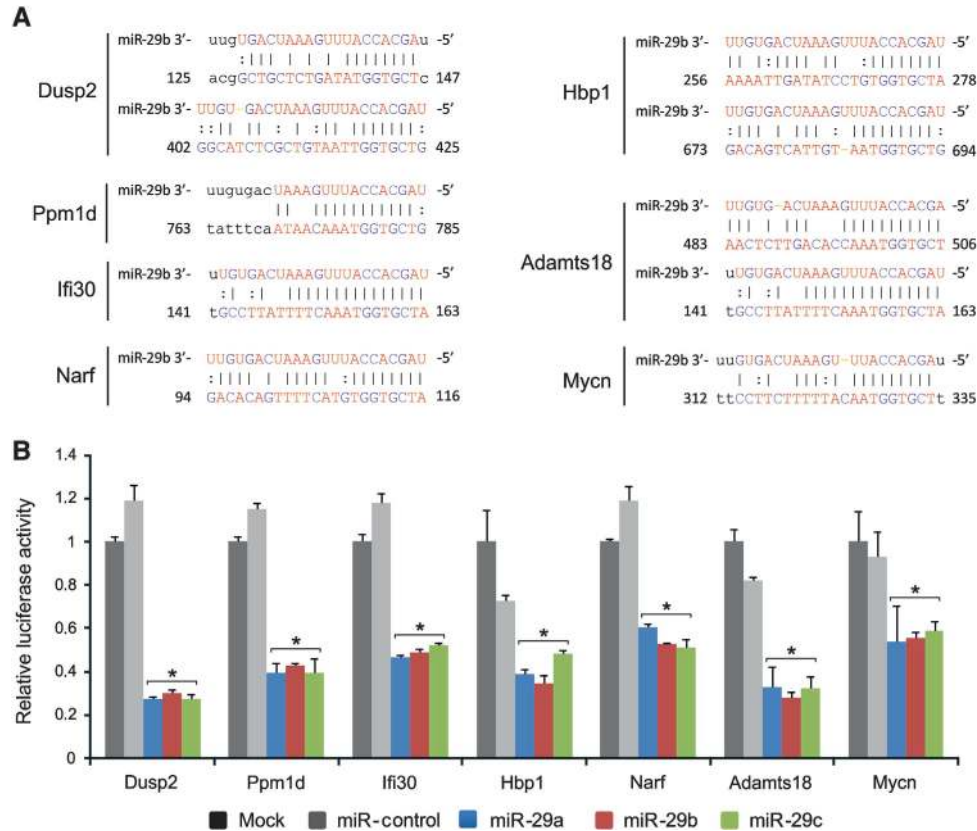 A
Dusp2
miR-29b 3’- uugUGACUAAAGUUUACCACGAu -5’
125 acgGCTGCTCTGATATGGTGCTc 147
miR-29b 3’-
UUGU-GACUAAAGUUUACCACGAU -5’
402 GGCATCTCGCTGTAATTGGTGCTG 425
Ppm1d
miR-29b 3’- uugugacUAAAGUUUACCACGAU -5’
763 tatttcaATAACAAATGGTGCTG 785
Ifi30
miR-29b 3’- uUGUGACUAAAGUUUACCACGAU -5’
141 tGCCTTATTTTCAAATGGTGCTA 163
Narf
miR-29b 3’- UUGUGACUAAAGUUUACCACGAU -5’
94 GACACAGTTTTCATGTGGTGCTA 116
Hbp1
miR-29b 3’- UUGUGACUAAAGUUUACCACGAU -5’
256 AAAATTGATATCCTGTGGTGCTA 278
miR-29b 3’- UUGUGACUAAAGUUUACCACGAU -5’
673 GACAGTCATTGT-AATGGTGCTG 694
Adamts18
miR-29b 3’- UUGUG-ACUAAAGUUUACCACGA -5’
483 AACTCTTGACACCAAATGGTGCT 506
miR-29b 3’- uUGUGACUAAAGUUUACCACGAU -5’
141 tGCCTTATTTTCAAATGGTGCTA 163
Mycn
miR-29b 3’- uuGUGACUAAAGU-UUACCACGAu -5’
312 ttCCTTCTTTTTACAATGGTGCTt 335
B
Relative luciferase activity
1.4
1.2
1
0.8
0.6
0.4
0.2
0
* * * * * * *
Dusp2 Ppm1d Ifi30 Hbp1 Narf Adamts18 Mycn
Mock miR-control miR-29a miR-29b miR-29c